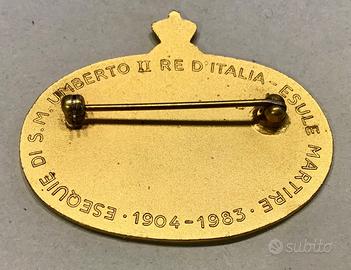 ESEQUIE DI S.M. UMBERTO II RE D'ITALIA - ESULE MARTIRE · 1904-1983 ·
subito